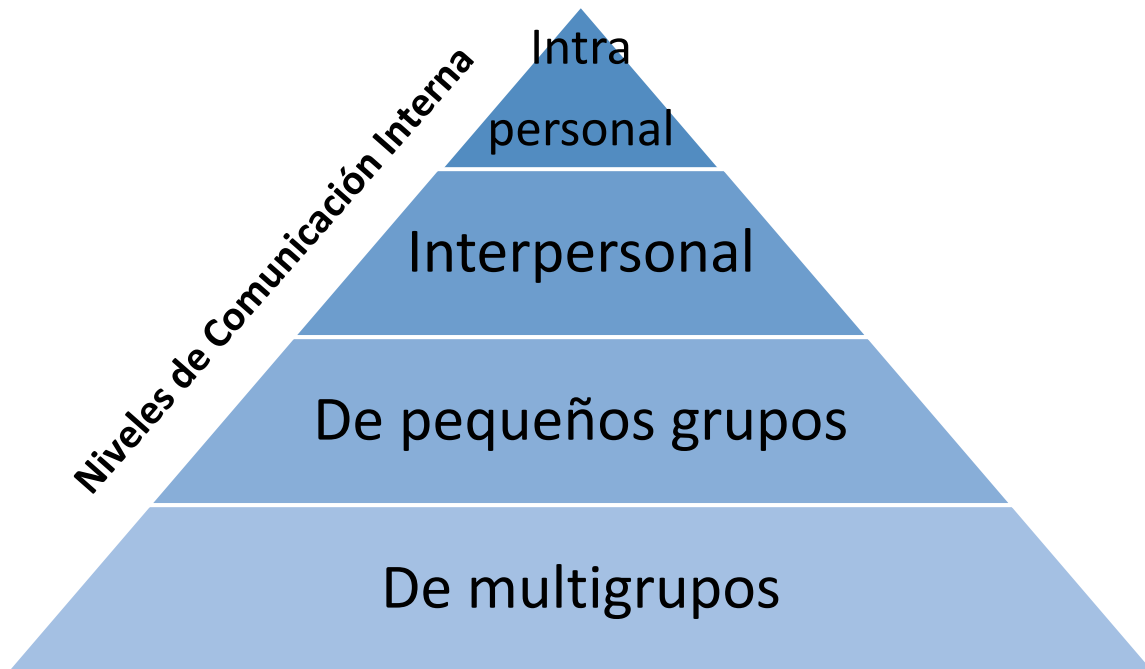 Niveles de Comunicación Interna
Intra
personal
Interpersonal
De pequeños grupos
De multigrupos